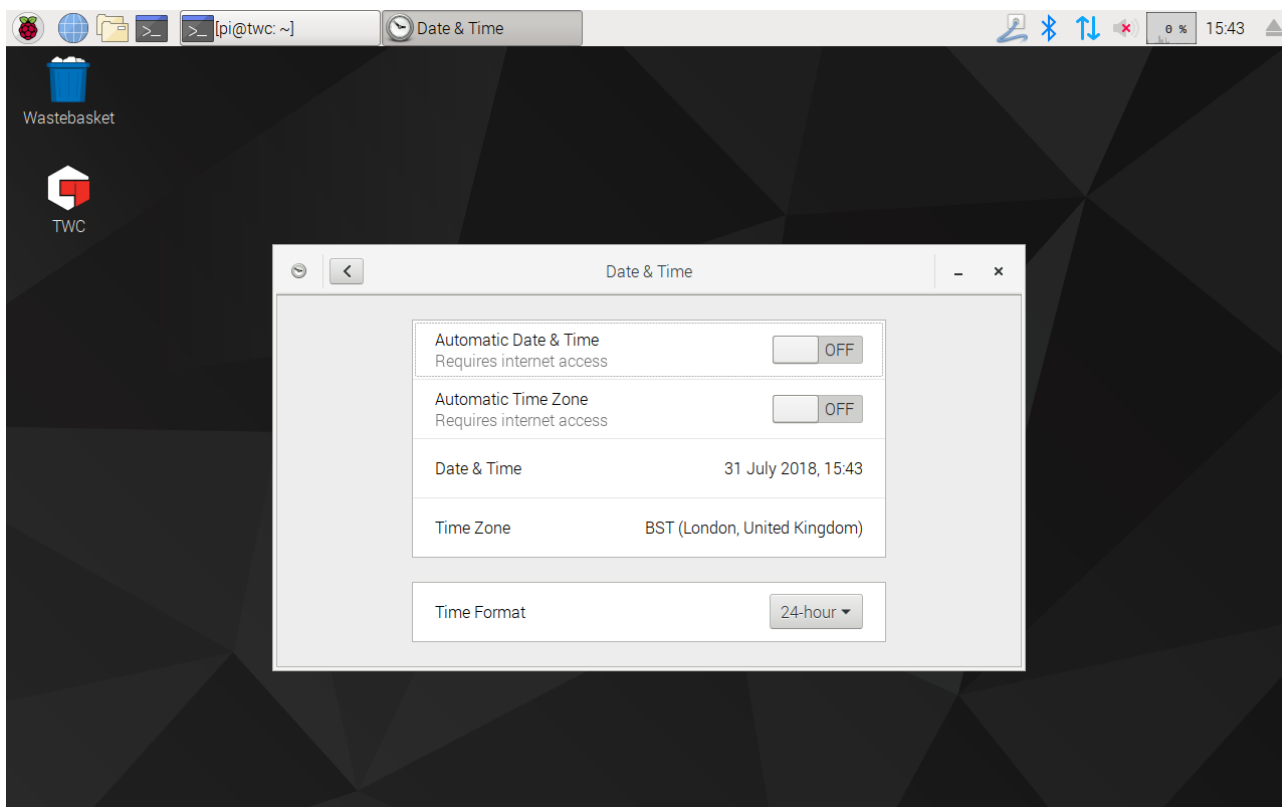 [pi@twc: ~]
Date & Time
0 %
15:43
Wastebasket
TWC
Date & Time
Automatic Date & Time
Requires internet access
OFF
Automatic Time Zone
Requires internet access
OFF
Date & Time
31 July 2018, 15:43
Time Zone
BST (London, United Kingdom)
Time Format
24-hour